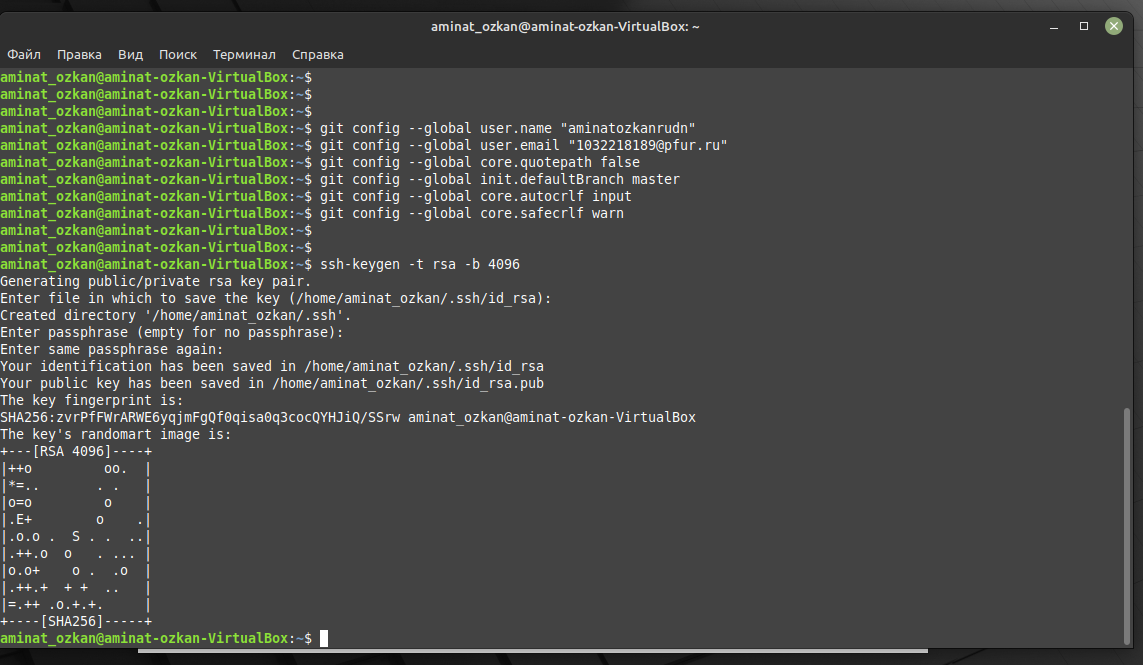 aminat_ozkan@aminat-ozkan-VirtualBox: ~
Файл Правка Вид Поиск Терминал Справка
aminat_ozkan@aminat-ozkan-VirtualBox:~$
aminat_ozkan@aminat-ozkan-VirtualBox:~$
aminat_ozkan@aminat-ozkan-VirtualBox:~$
aminat_ozkan@aminat-ozkan-VirtualBox:~$ git config --global user.name "aminatozkanrudn"
aminat_ozkan@aminat-ozkan-VirtualBox:~$ git config --global user.email "1032218189@pfur.ru"
aminat_ozkan@aminat-ozkan-VirtualBox:~$ git config --global core.quotepath false
aminat_ozkan@aminat-ozkan-VirtualBox:~$ git config --global init.defaultBranch master
aminat_ozkan@aminat-ozkan-VirtualBox:~$ git config --global core.autocrlf input
aminat_ozkan@aminat-ozkan-VirtualBox:~$ git config --global core.safecrlf warn
aminat_ozkan@aminat-ozkan-VirtualBox:~$
aminat_ozkan@aminat-ozkan-VirtualBox:~$
aminat_ozkan@aminat-ozkan-VirtualBox:~$ ssh-keygen -t rsa -b 4096
Generating public/private rsa key pair.
Enter file in which to save the key (/home/aminat_ozkan/.ssh/id_rsa):
Created directory '/home/aminat_ozkan/.ssh'.
Enter passphrase (empty for no passphrase):
Enter same passphrase again:
Your identification has been saved in /home/aminat_ozkan/.ssh/id_rsa
Your public key has been saved in /home/aminat_ozkan/.ssh/id_rsa.pub
The key fingerprint is:
SHA256:zvrPfFWrARWE6yqjmFgQf0qisa0q3cocQYHJiQ/SSrw aminat_ozkan@aminat-ozkan-VirtualBox
The key's randomart image is:
+---[RSA 4096]----+
|++o         oo.  |
|*=..       . .   |
|o=o         o    |
|.E+        o    .|
|.o.o .  S . .  ..|
|.++.o  o   . ... |
|o.o+    o .  .o  |
|.++.+  + +  ..   |
|=.++ .o.+.+.     |
+----[SHA256]-----+
aminat_ozkan@aminat-ozkan-VirtualBox:~$